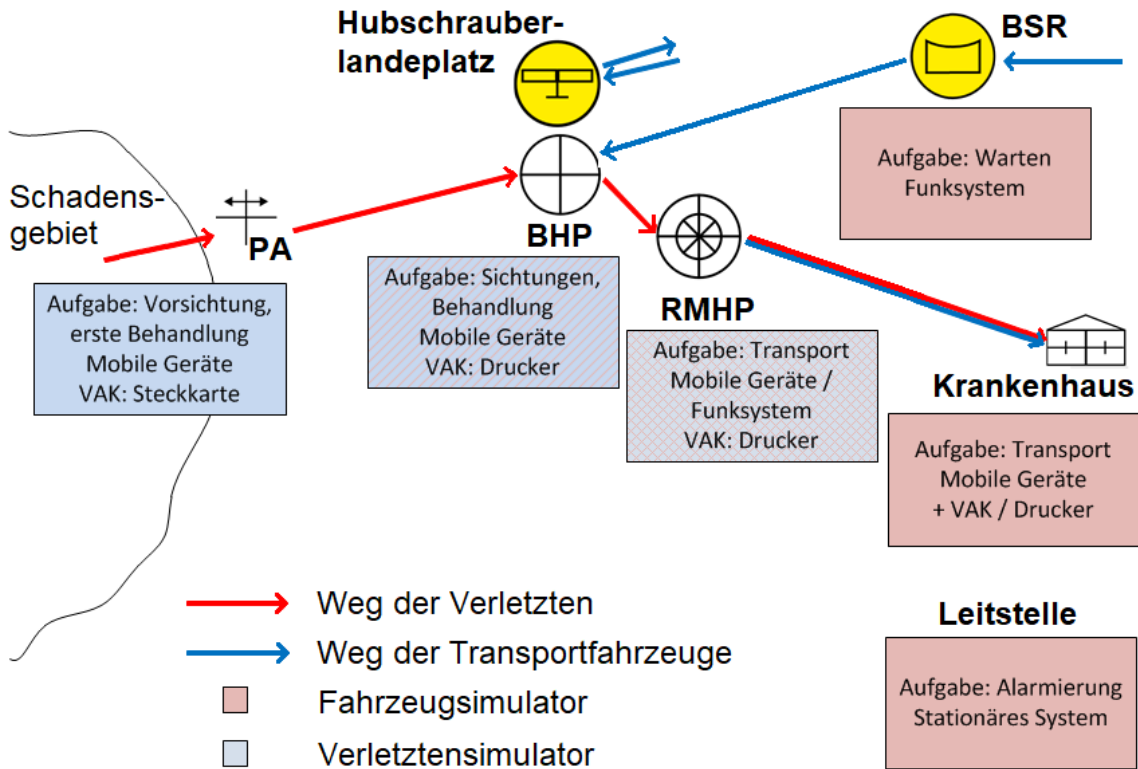 Hubschrauber-
landeplatz
BSR
Aufgabe: Warten
Funksystem
Schadens-
gebiet
PA
BHP
Aufgabe: Vorsichtung,
erste Behandlung
Mobile Geräte
VAK: Steckkarte
Aufgabe: Sichtungen,
Behandlung
Mobile Geräte
VAK: Drucker
RMHP
Aufgabe: Transport
Mobile Geräte /
Funksystem
VAK: Drucker
Krankenhaus
Aufgabe: Transport
Mobile Geräte
+ VAK / Drucker
Weg der Verletzten
Weg der Transportfahrzeuge
Fahrzeugsimulator
Verletztensimulator
Leitstelle
Aufgabe: Alarmierung
Stationäres System